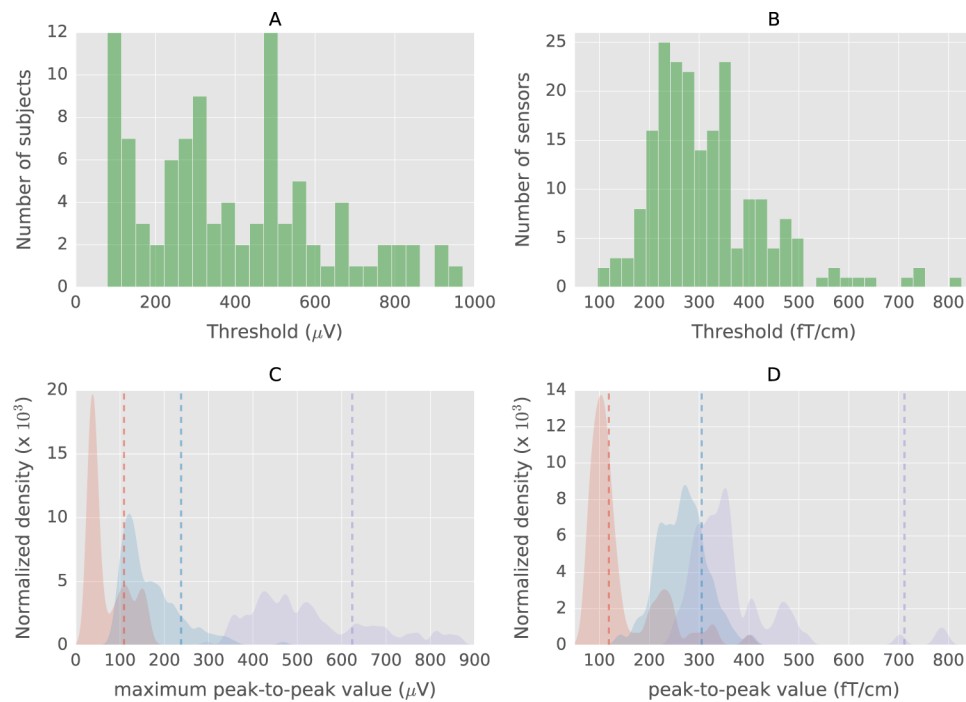 A
12
10
8
6
4
2
0
Number of subjects
0 200 400 600 800 1000
Threshold (μV)
B
25
20
15
10
5
0
Number of sensors
100 200 300 400 500 600 700 800
Threshold (fT/cm)
C
20
15
10
5
0
Normalized density (x 10³)
0 100 200 300 400 500 600 700 800 900
maximum peak-to-peak value (μV)
D
14
12
10
8
6
4
2
0
Normalized density (x 10³)
100 200 300 400 500 600 700 800
peak-to-peak value (fT/cm)